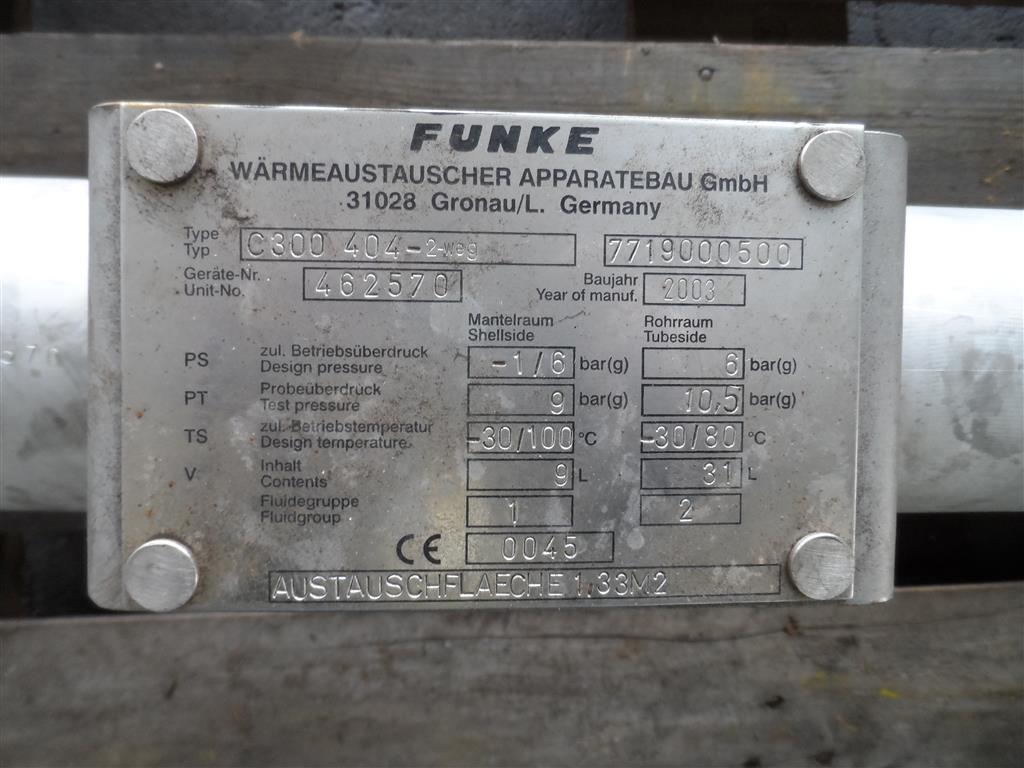 FUNKE
WÄRMEAUSTAUSCHER APPARATEBAU GmbH
31028 Gronau/L. Germany
Type
Typ C300 404-2-weg 7719000500
Geräte-Nr.
Unit-No. 462570 Baujahr
Year of manuf. 2003
Mantelraum Rohrraum
Shellside Tubeside
PS zul. Betriebsüberdruck
Design pressure -1/6 bar(g) 6 bar(g)
PT Probeüberdruck
Test pressure 9 bar(g) 10,5 bar(g)
TS zul. Betriebstemperatur
Design temperature -30/100 °C -30/80 °C
V Inhalt
Contents 9 L 31 L
Fluidegruppe
Fluidgroup 1 2
CE 0045
AUSTAUSCHFLAECHE 1,33M2